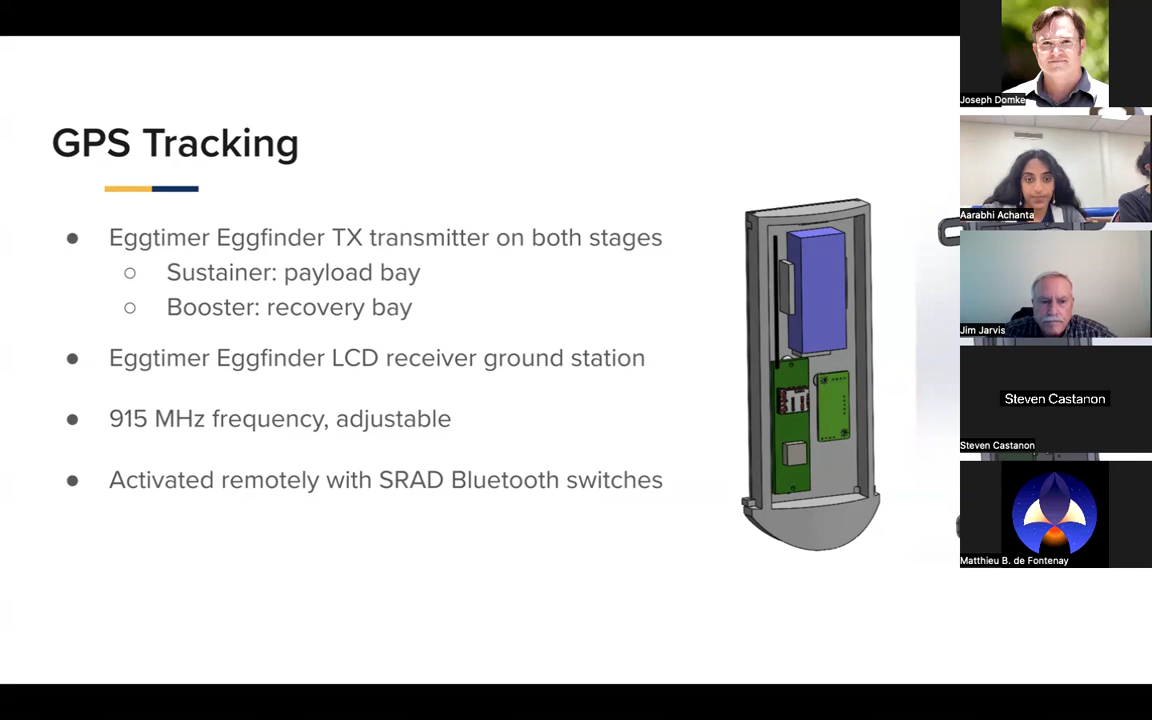 GPS Tracking
Eggtimer Eggfinder TX transmitter on both stages
Sustainer: payload bay
Booster: recovery bay
Eggtimer Eggfinder LCD receiver ground station
915 MHz frequency, adjustable
Activated remotely with SRAD Bluetooth switches
Joseph Domke
Aarabhi Achanta
Jim Jarvis
Steven Castanon
Steven Castanon
Matthieu B. de Fontenay